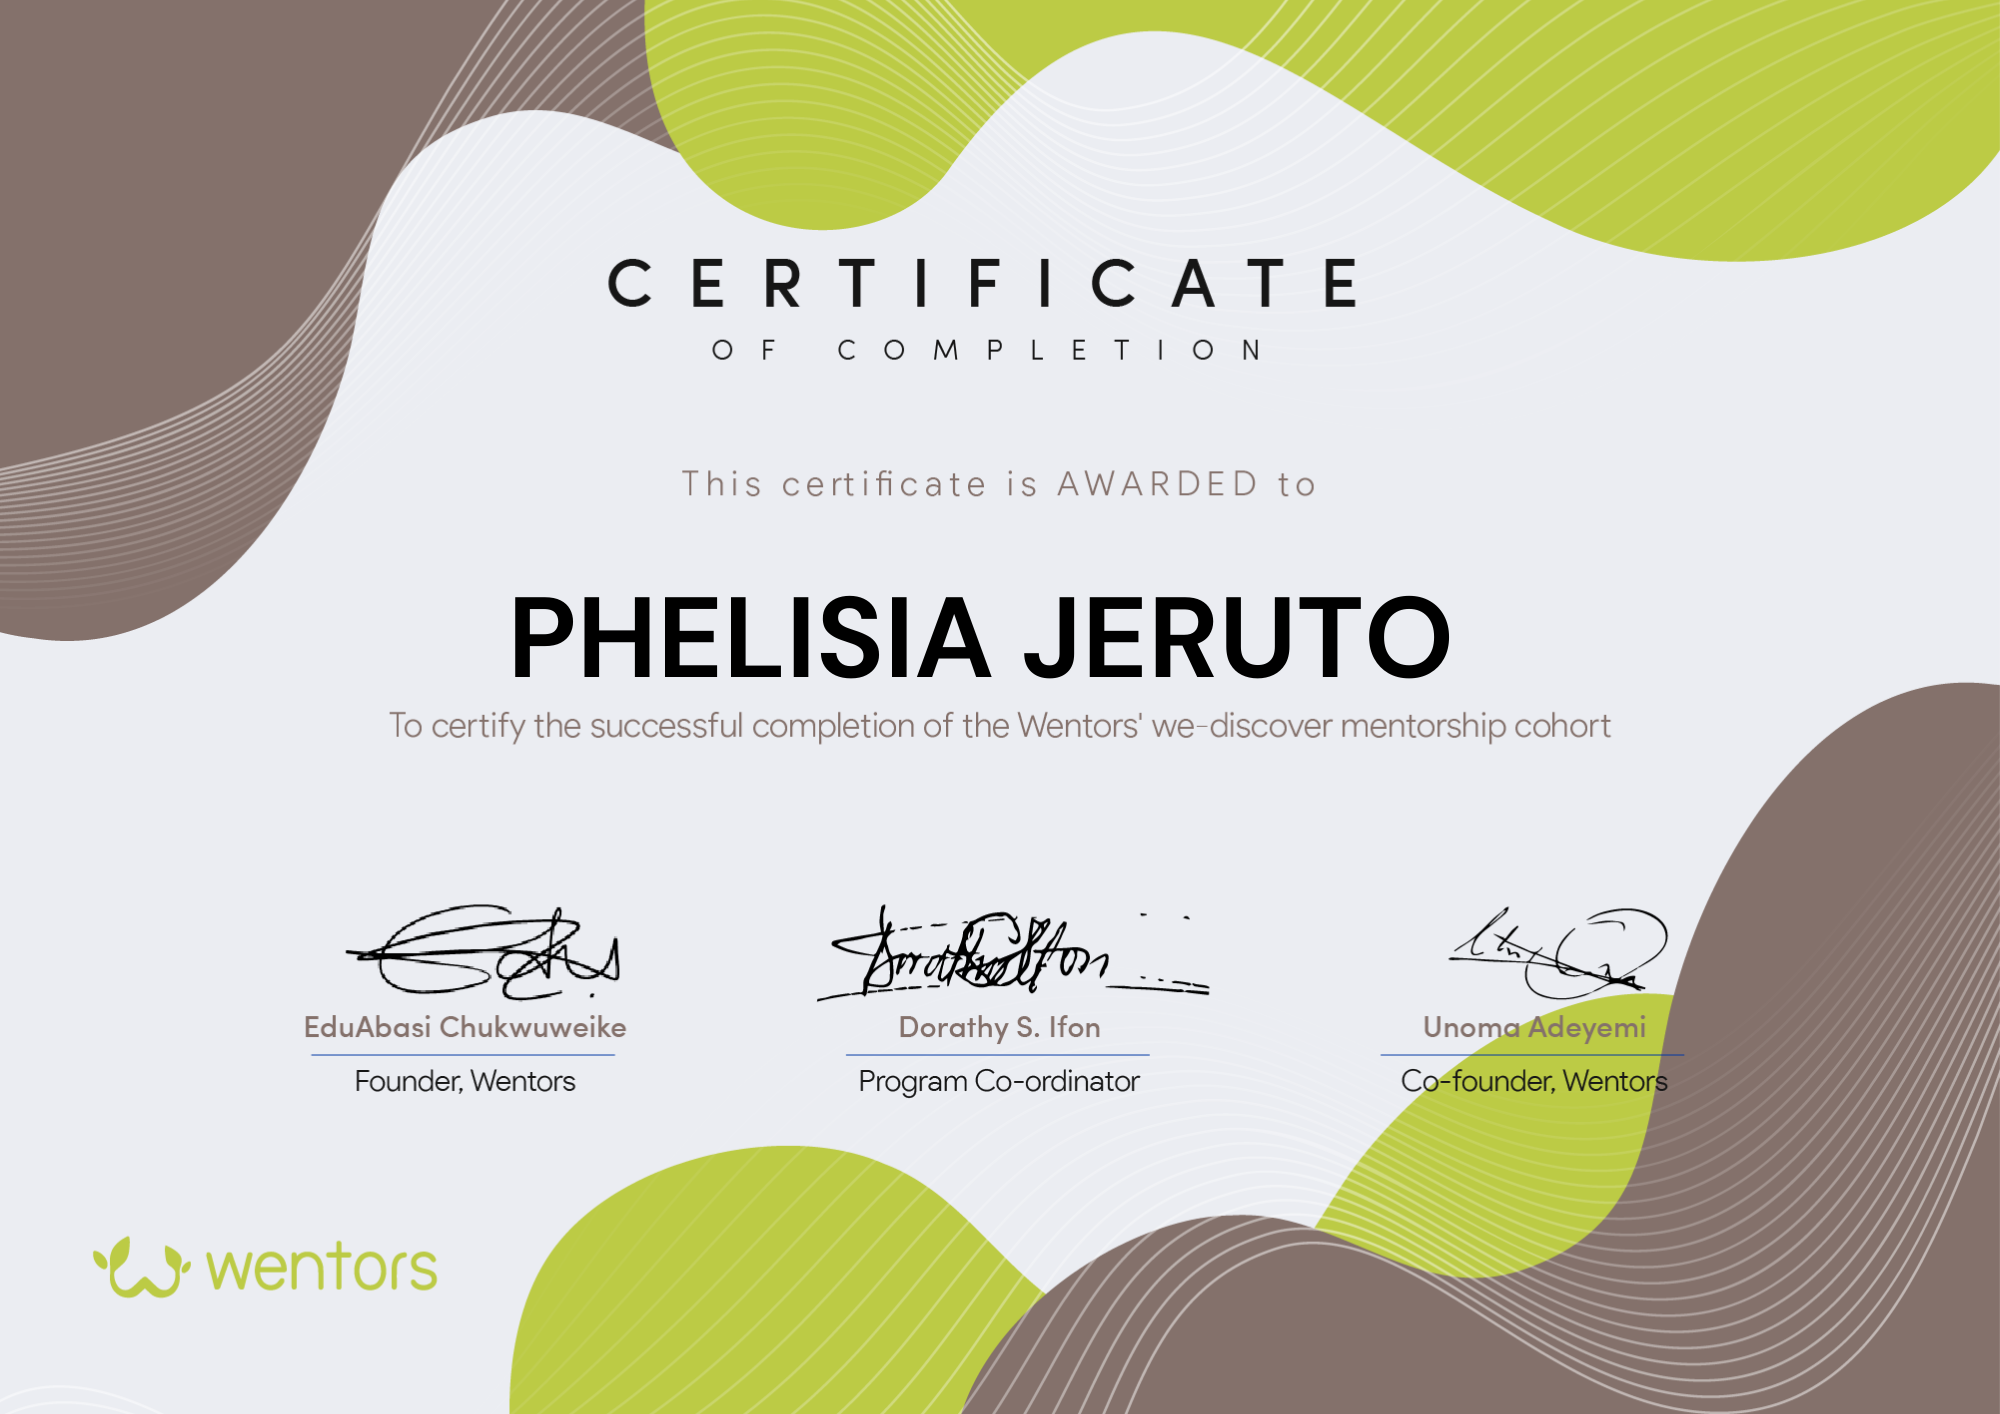 CERTIFICATE
OF COMPLETION
This certificate is AWARDED to
PHELISIA JERUTO
To certify the successful completion of the Wentors' we-discover mentorship cohort
EduAbasi Chukwuweike
Founder, Wentors
Dorathy S. Ifon
Program Co-ordinator
Unoma Adeyemi
Co-founder, Wentors
wentors